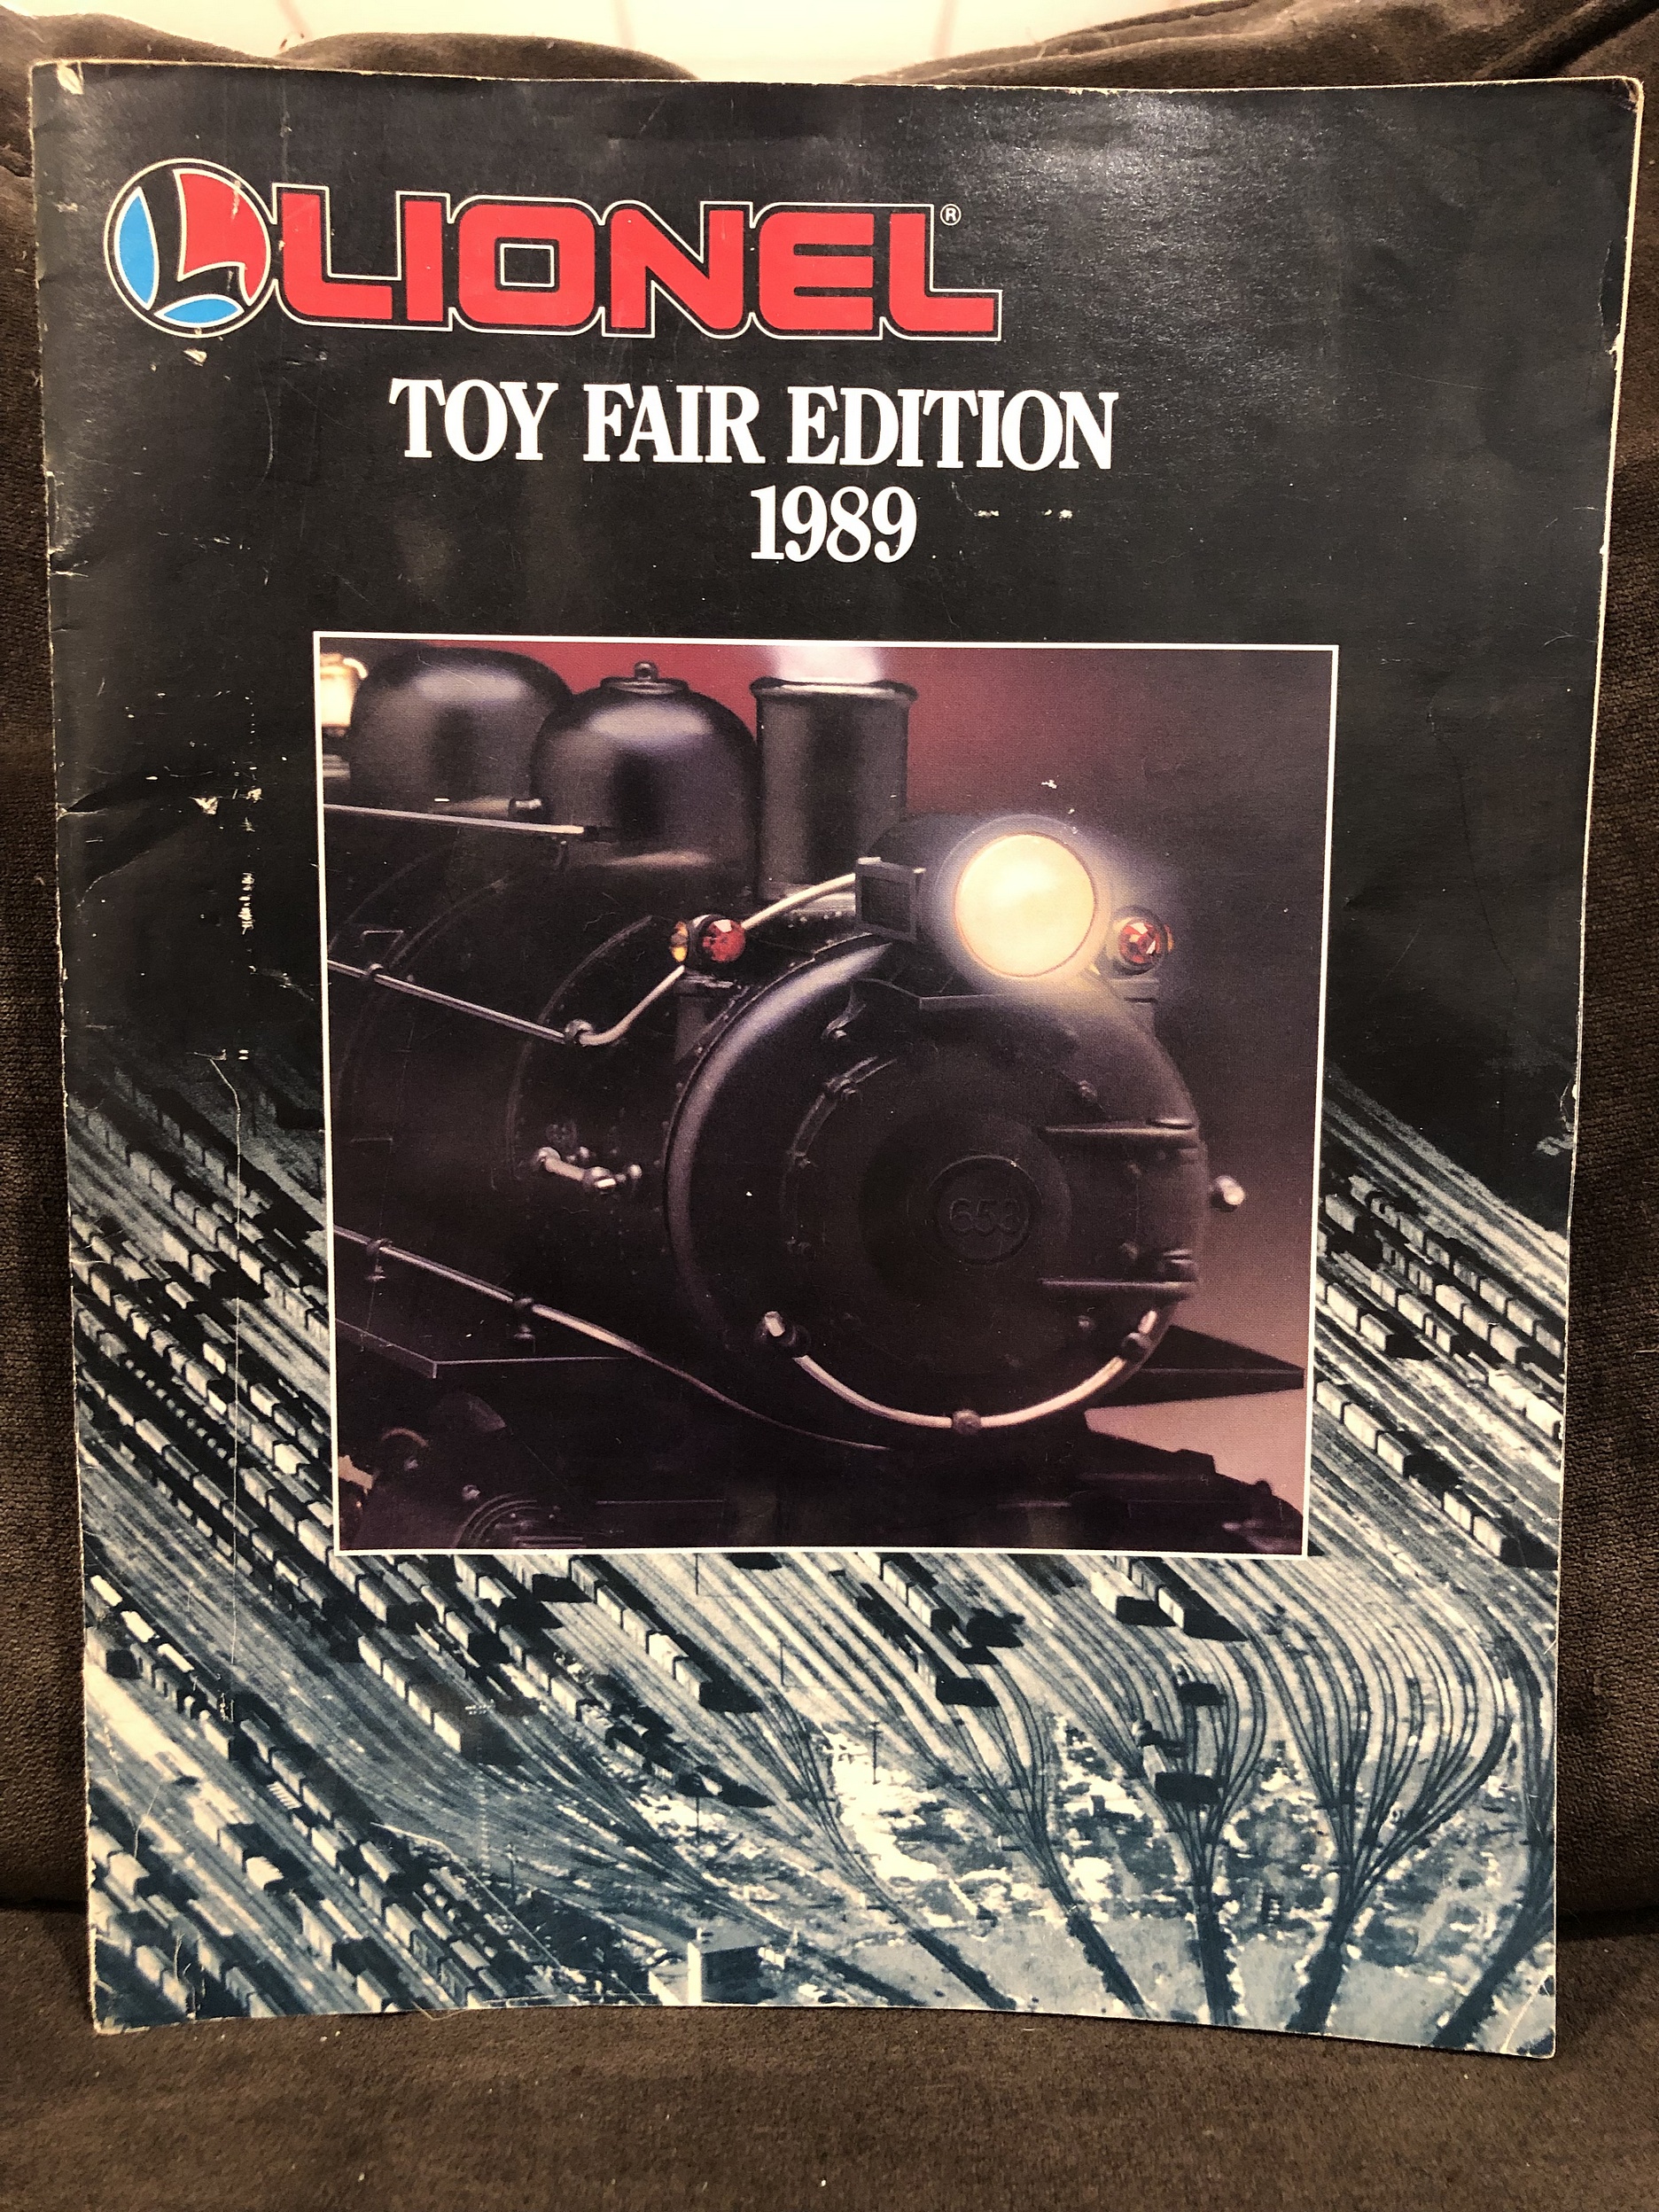 LIONEL®
TOY FAIR EDITION
1989
653